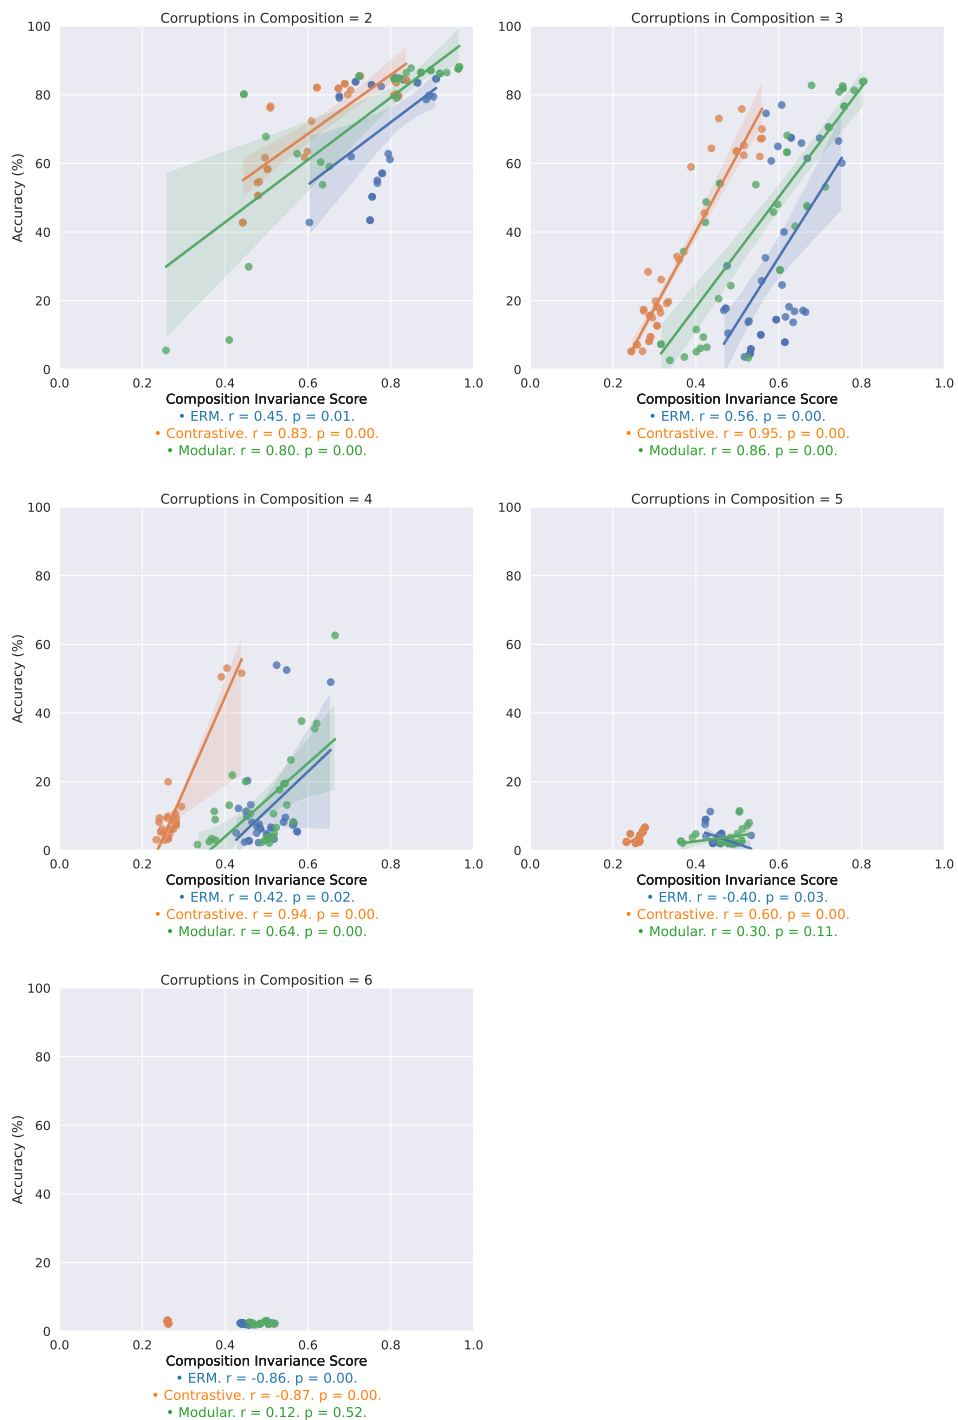 Corruptions in Composition = 2
100
80
60
40
20
0
Accuracy (%)
0.0 0.2 0.4 0.6 0.8 1.0
Composition Invariance Score
• ERM. r = 0.45. p = 0.01.
• Contrastive. r = 0.83. p = 0.00.
• Modular. r = 0.80. p = 0.00.
Corruptions in Composition = 3
100
80
60
40
20
0
0.0 0.2 0.4 0.6 0.8 1.0
Composition Invariance Score
• ERM. r = 0.56. p = 0.00.
• Contrastive. r = 0.95. p = 0.00.
• Modular. r = 0.86. p = 0.00.
Corruptions in Composition = 4
100
80
60
40
20
0
Accuracy (%)
0.0 0.2 0.4 0.6 0.8 1.0
Composition Invariance Score
• ERM. r = 0.42. p = 0.02.
• Contrastive. r = 0.94. p = 0.00.
• Modular. r = 0.64. p = 0.00.
Corruptions in Composition = 5
100
80
60
40
20
0
0.0 0.2 0.4 0.6 0.8 1.0
Composition Invariance Score
• ERM. r = -0.40. p = 0.03.
• Contrastive. r = 0.60. p = 0.00.
• Modular. r = 0.30. p = 0.11.
Corruptions in Composition = 6
100
80
60
40
20
0
Accuracy (%)
0.0 0.2 0.4 0.6 0.8 1.0
Composition Invariance Score
• ERM. r = -0.86. p = 0.00.
• Contrastive. r = -0.87. p = 0.00.
• Modular. r = 0.12. p = 0.52.